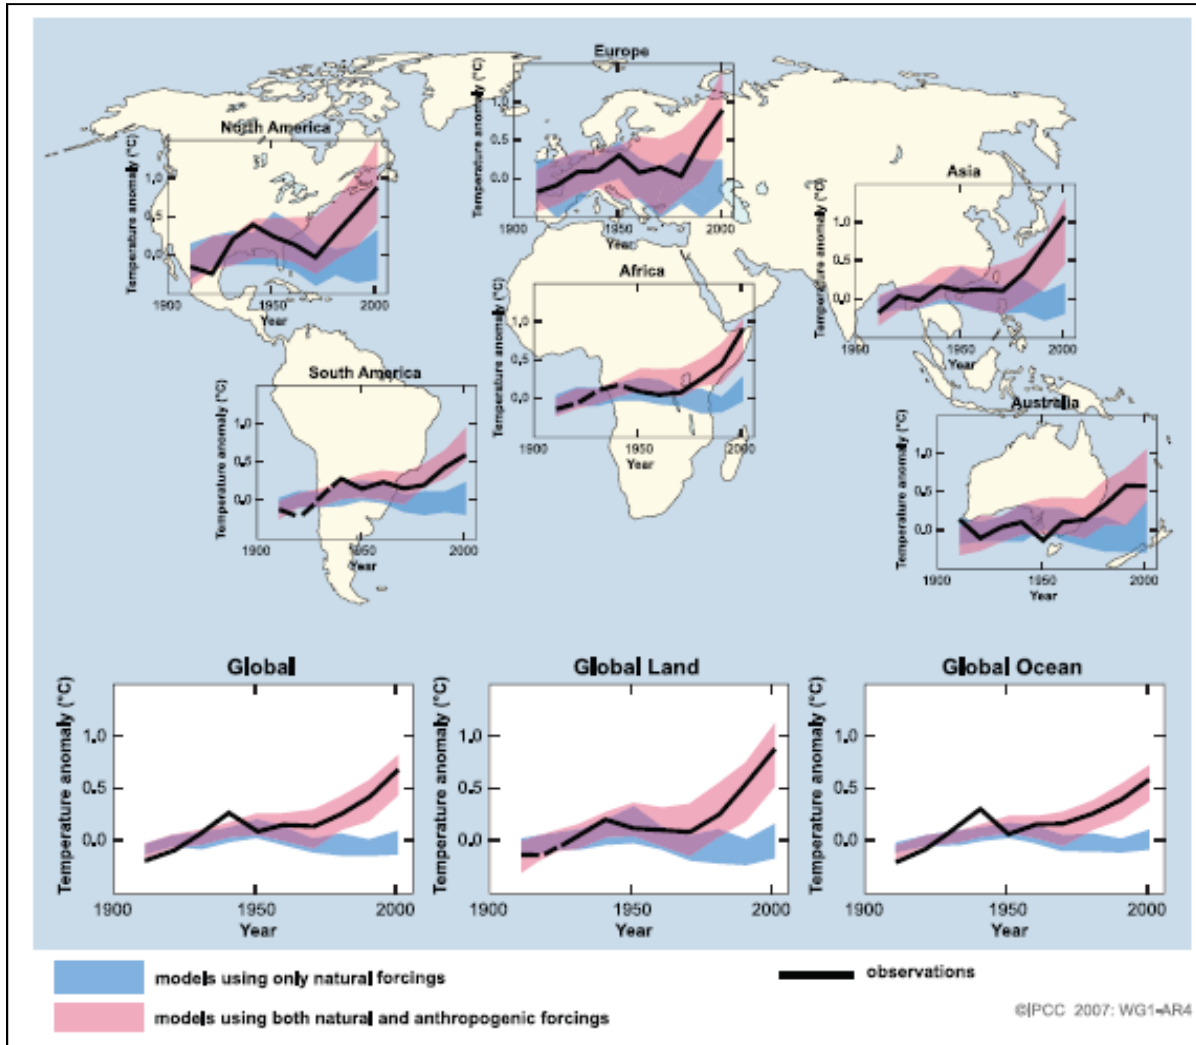 Europe
Temperature anomaly (°C)
1.0
0.5
0.0
1900
1950
2000
Year
North America
Temperature anomaly (°C)
1.0
0.5
0.0
1900
1950
2000
Year
Asia
Temperature anomaly (°C)
1.0
0.5
0.0
1900
1950
2000
Year
Africa
Temperature anomaly (°C)
1.0
0.5
0.0
1900
1950
2000
Year
South America
Temperature anomaly (°C)
1.0
0.5
0.0
1900
1950
2000
Year
Australia
Temperature anomaly (°C)
1.0
0.5
0.0
1900
1950
2000
Year
Global
Temperature anomaly (°C)
1.0
0.5
0.0
1900
1950
2000
Year
Global Land
Temperature anomaly (°C)
1.0
0.5
0.0
1900
1950
2000
Year
Global Ocean
Temperature anomaly (°C)
1.0
0.5
0.0
1900
1950
2000
Year
models using only natural forcings
observations
models using both natural and anthropogenic forcings
©IPCC 2007: WG1-AR4